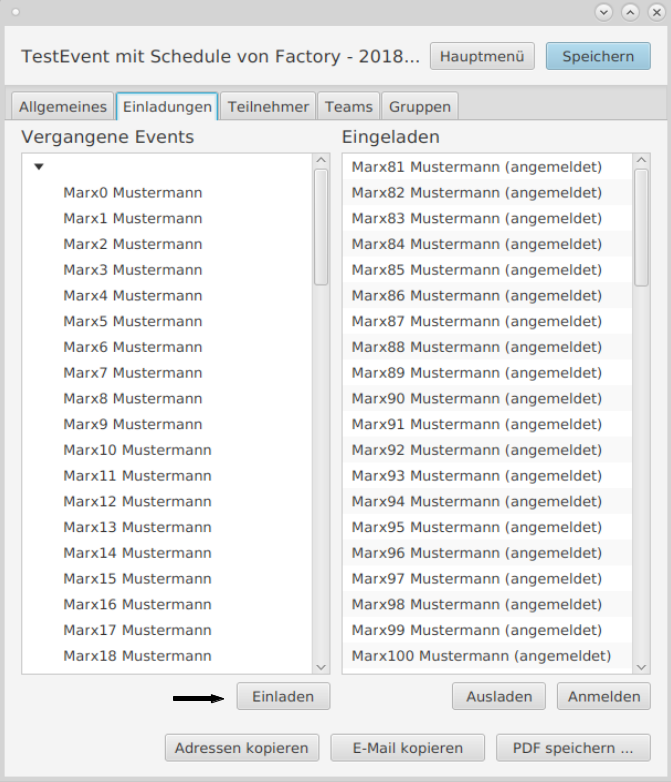 TestEvent mit Schedule von Factory - 2018... Hauptmenü Speichern
Allgemeines Einladungen Teilnehmer Teams Gruppen
Vergangene Events
Marx0 Mustermann
Marx1 Mustermann
Marx2 Mustermann
Marx3 Mustermann
Marx4 Mustermann
Marx5 Mustermann
Marx6 Mustermann
Marx7 Mustermann
Marx8 Mustermann
Marx9 Mustermann
Marx10 Mustermann
Marx11 Mustermann
Marx12 Mustermann
Marx13 Mustermann
Marx14 Mustermann
Marx15 Mustermann
Marx16 Mustermann
Marx17 Mustermann
Marx18 Mustermann
Einladen
Eingeladen
Marx81 Mustermann (angemeldet)
Marx82 Mustermann (angemeldet)
Marx83 Mustermann (angemeldet)
Marx84 Mustermann (angemeldet)
Marx85 Mustermann (angemeldet)
Marx86 Mustermann (angemeldet)
Marx87 Mustermann (angemeldet)
Marx88 Mustermann (angemeldet)
Marx89 Mustermann (angemeldet)
Marx90 Mustermann (angemeldet)
Marx91 Mustermann (angemeldet)
Marx92 Mustermann (angemeldet)
Marx93 Mustermann (angemeldet)
Marx94 Mustermann (angemeldet)
Marx95 Mustermann (angemeldet)
Marx96 Mustermann (angemeldet)
Marx97 Mustermann (angemeldet)
Marx98 Mustermann (angemeldet)
Marx99 Mustermann (angemeldet)
Marx100 Mustermann (angemeldet)
Ausladen Anmelden
Adressen kopieren E-Mail kopieren PDF speichern ...